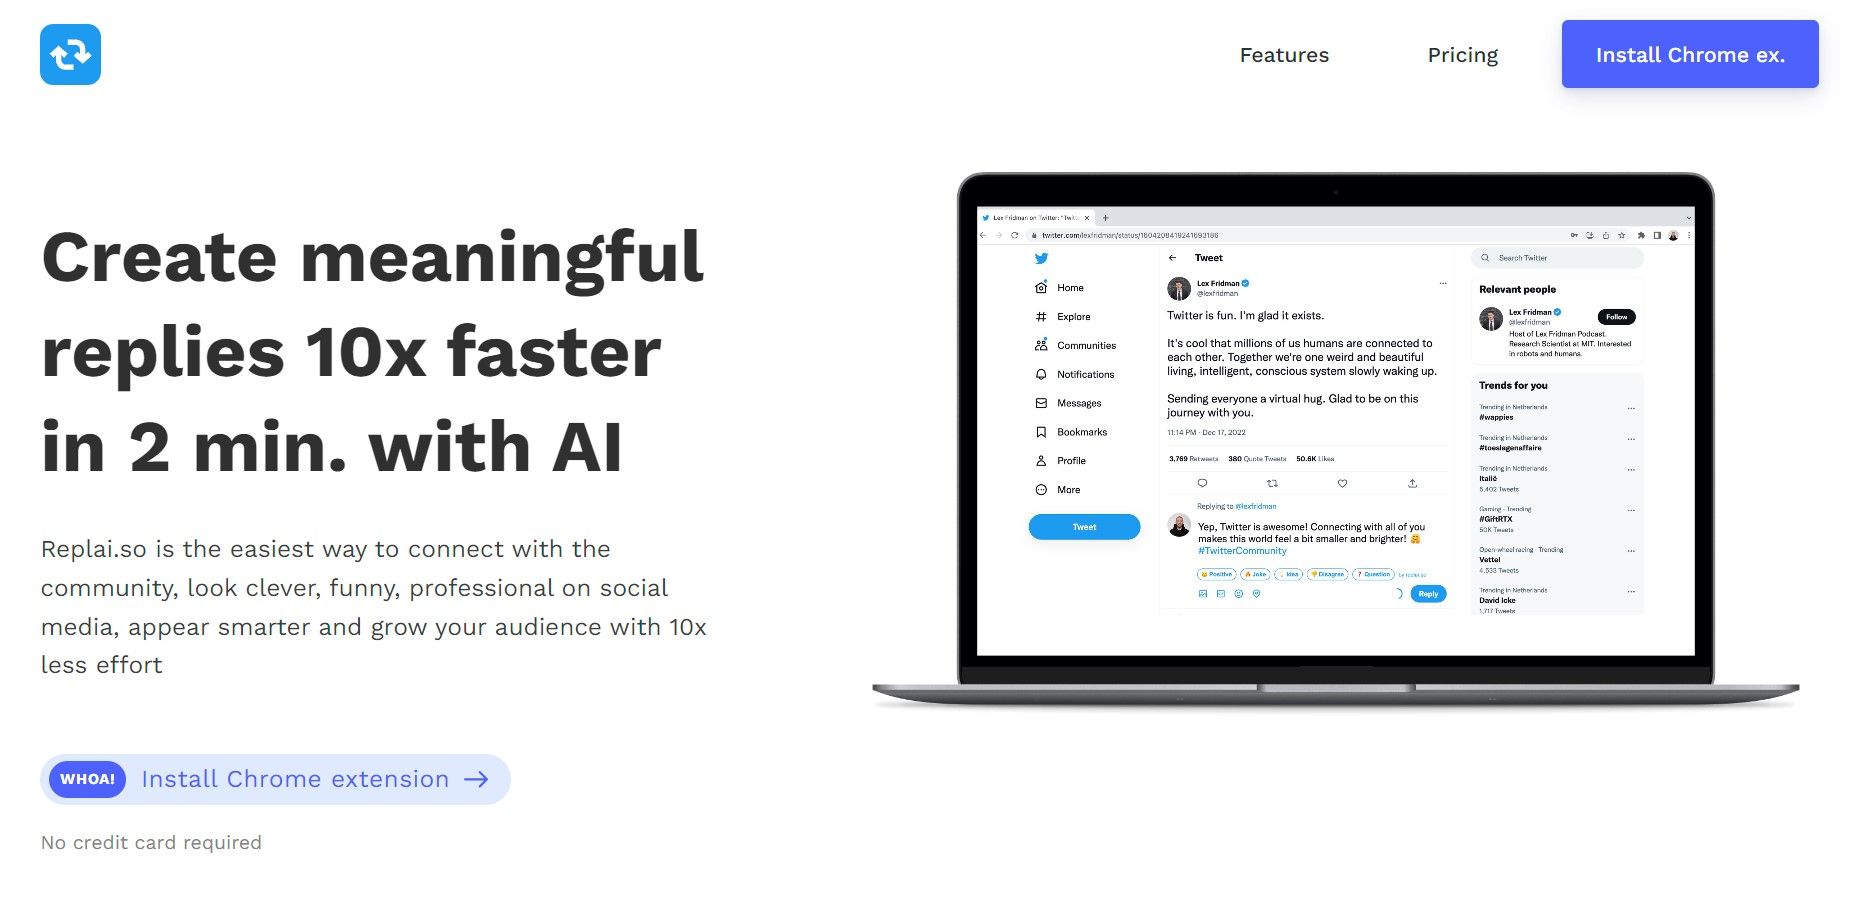 Features
Pricing
Install Chrome ex.
Create meaningful
replies 10x faster
in 2 min. with AI
Replai.so is the easiest way to connect with the
community, look clever, funny, professional on social
media, appear smarter and grow your audience with 10x
less effort
WHOA! Install Chrome extension →
No credit card required
Lex Fridman on Twitter: "Twitt
twitter.com/lexfridman/status/1604208419241693186
Home
Explore
Communities
Notifications
Messages
Bookmarks
Profile
More
Tweet
Tweet
Lex Fridman
@lexfridman
Twitter is fun. I'm glad it exists.
It's cool that millions of us humans are connected to
each other. Together we're one weird and beautiful
living, intelligent, conscious system slowly waking up.
Sending everyone a virtual hug. Glad to be on this
journey with you.
11:14 PM · Dec 17, 2022
3,769 Retweets 380 Quote Tweets 50.6K Likes
Replying to @lexfridman
Yep, Twitter is awesome! Connecting with all of you
makes this world feel a bit smaller and brighter! 🤗
#TwitterCommunity
😀 Positive 🔥 Joke 💡 Idea 👎 Disagree ❓ Question by replai.so
Reply
Search Twitter
Relevant people
Lex Fridman
@lexfridman
Follow
Host of Lex Fridman Podcast.
Research Scientist at MIT. Interested
in robots and humans.
Trends for you
Trending in Netherlands
#wappies
Trending in Netherlands
#toeslagenaffaire
Trending in Netherlands
Italië
5,402 Tweets
Gaming · Trending
#GiftRTX
50K Tweets
Open-wheel racing · Trending
Vettel
4,533 Tweets
Trending in Netherlands
David Icke
1,717 Tweets